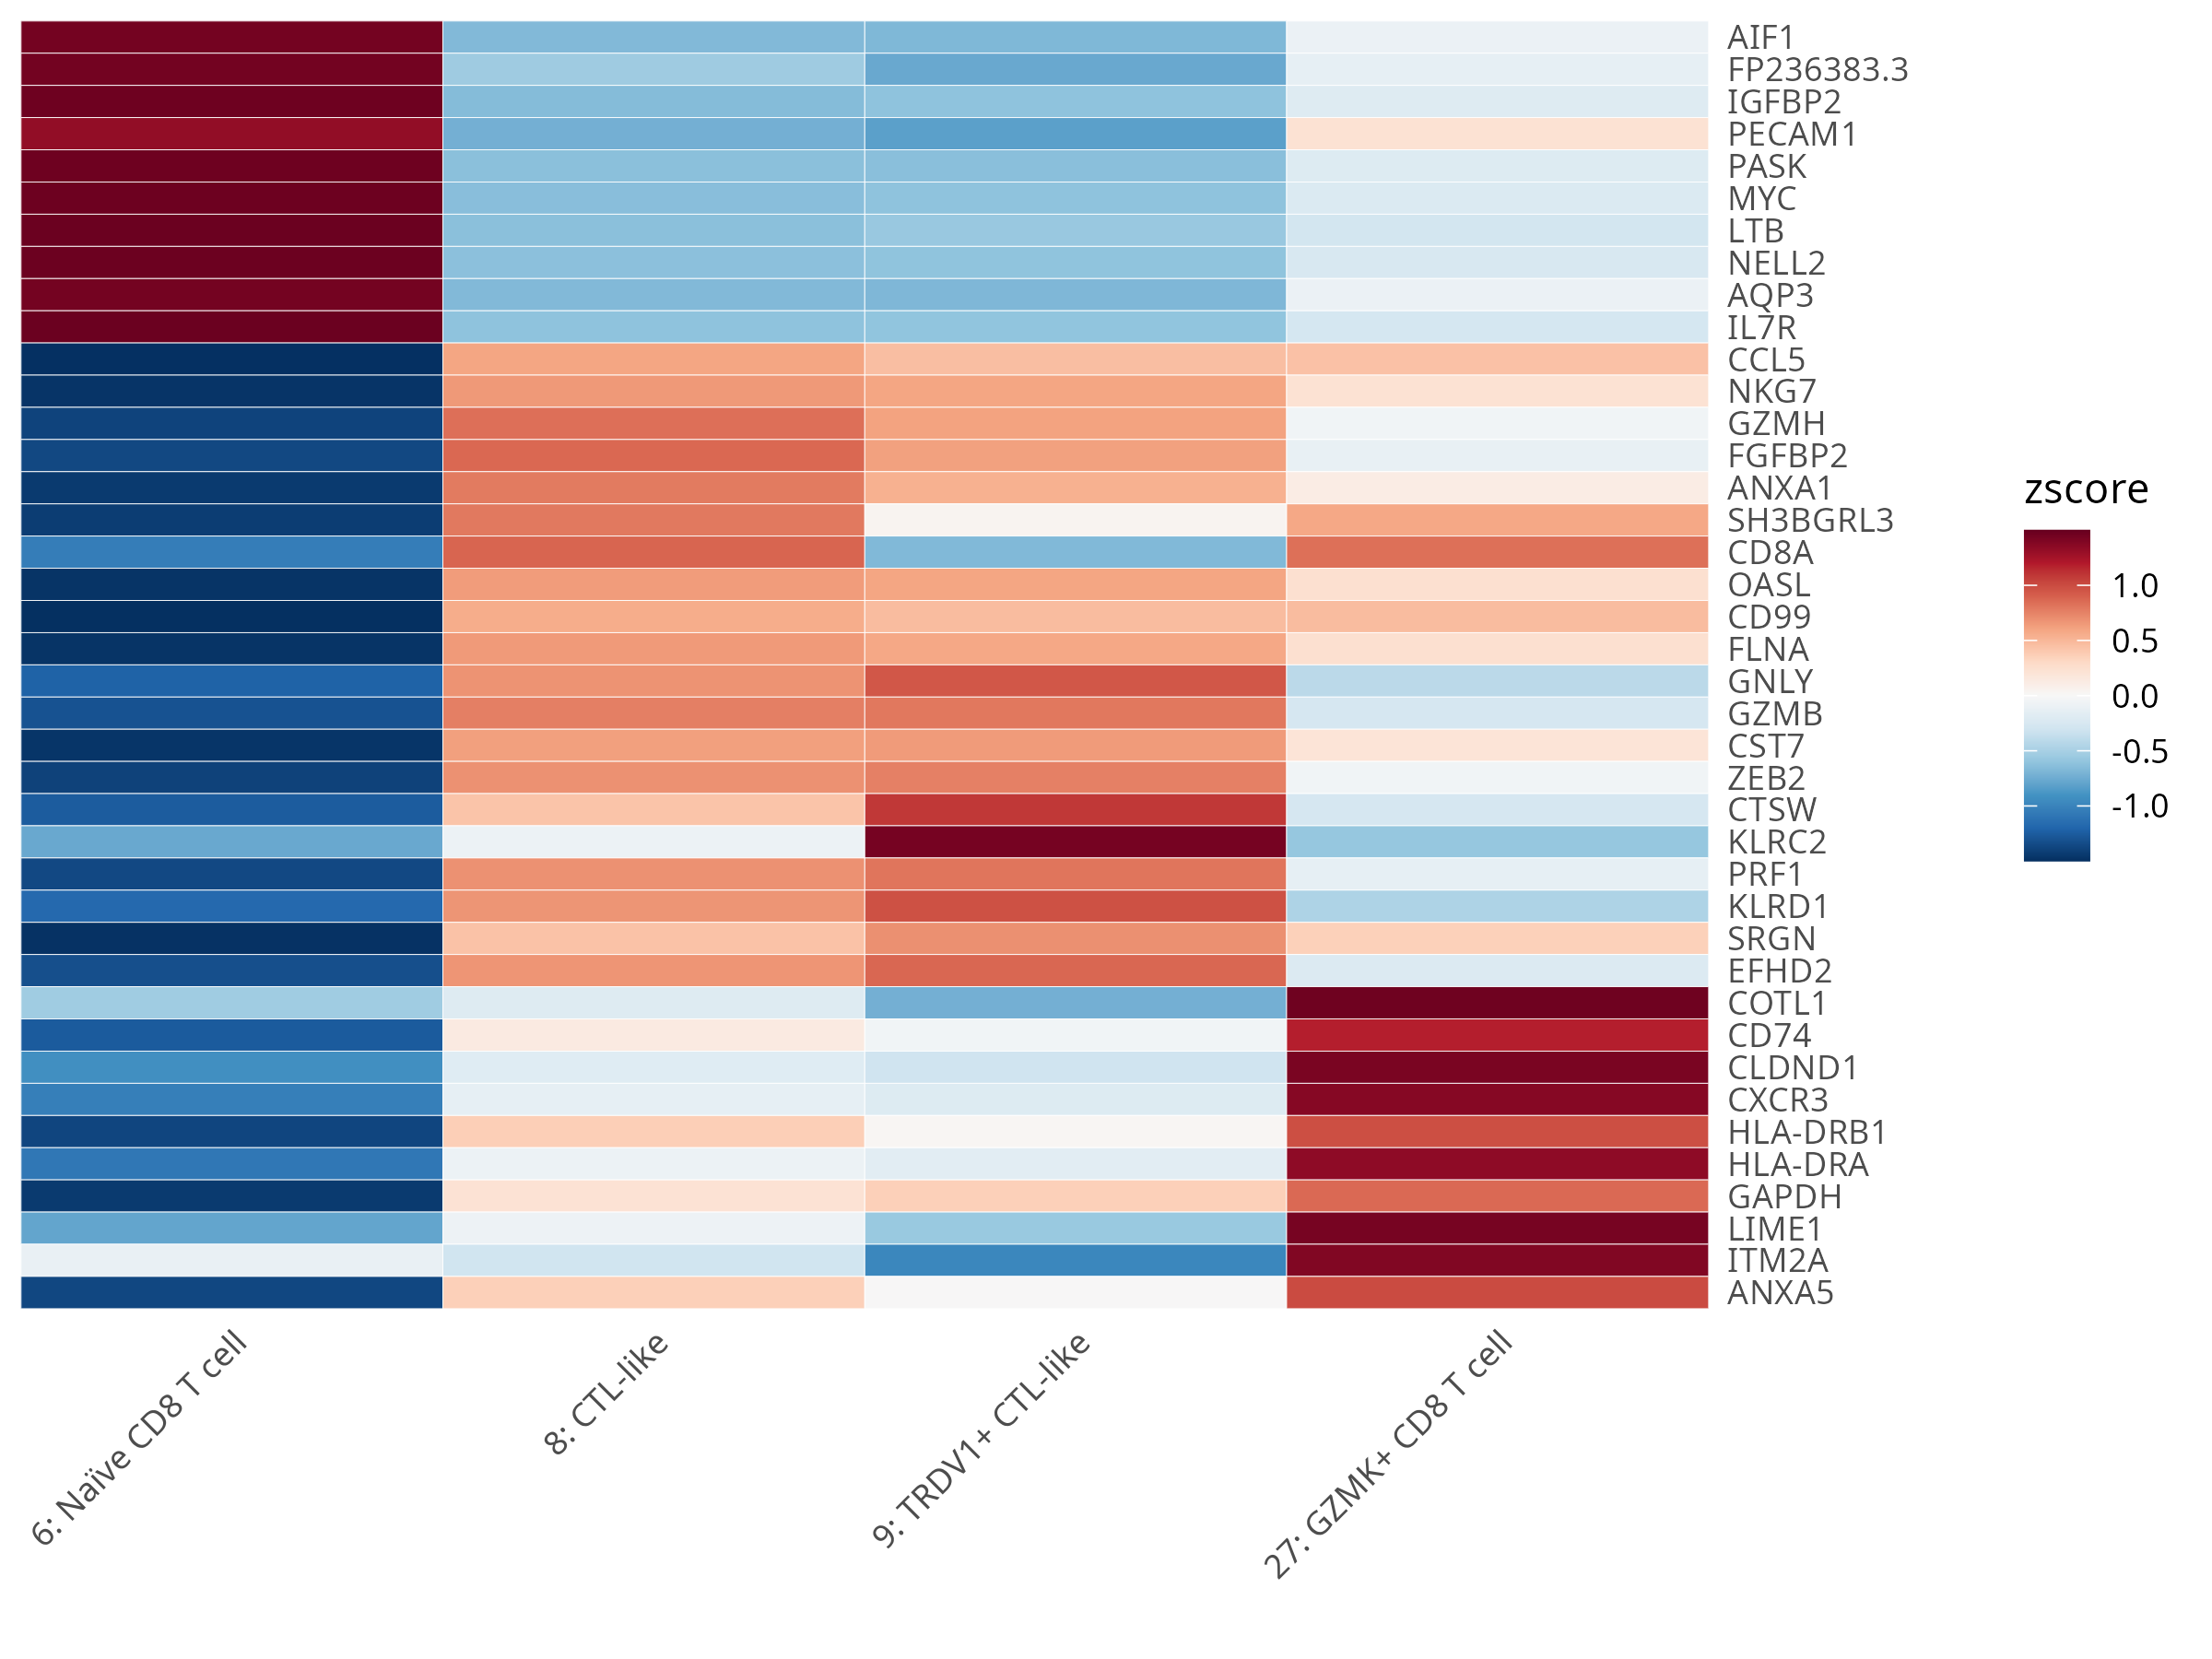 AIF1
FP236383.3
IGFBP2
PECAM1
PASK
MYC
LTB
NELL2
AQP3
IL7R
CCL5
NKG7
GZMH
FGFBP2
ANXA1
SH3BGRL3
CD8A
OASL
CD99
FLNA
GNLY
GZMB
CST7
ZEB2
CTSW
KLRC2
PRF1
KLRD1
SRGN
EFHD2
COTL1
CD74
CLDND1
CXCR3
HLA-DRB1
HLA-DRA
GAPDH
LIME1
ITM2A
ANXA5
6: Naïve CD8 T cell
8: CTL-like
9: TRDV1+ CTL-like
27: GZMK+ CD8 T cell
zscore
1.0
0.5
0.0
-0.5
-1.0